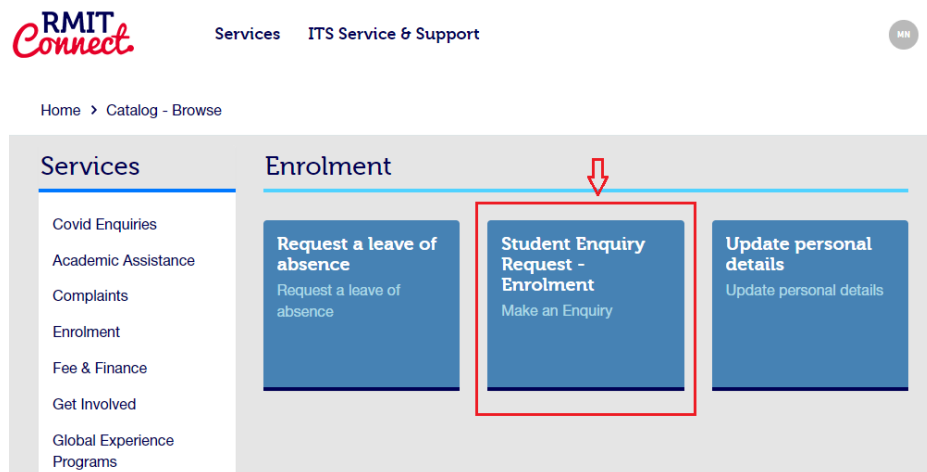 RMIT
Connect
Services ITS Service & Support
MN
Home > Catalog - Browse
Services
Covid Enquiries
Academic Assistance
Complaints
Enrolment
Fee & Finance
Get Involved
Global Experience
Programs
Enrolment
Request a leave of
absence
Request a leave of
absence
Student Enquiry
Request -
Enrolment
Make an Enquiry
Update personal
details
Update personal details